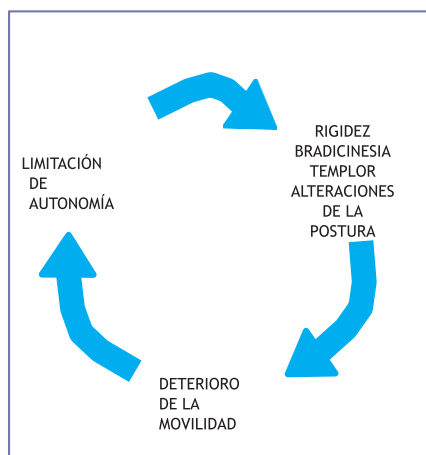 RIGIDEZ
BRADICINESIA
TEMPLOR
ALTERACIONES
DE LA
POSTURA
DETERIORO
DE LA
MOVILIDAD
LIMITACIÓN
DE
AUTONOMÍA